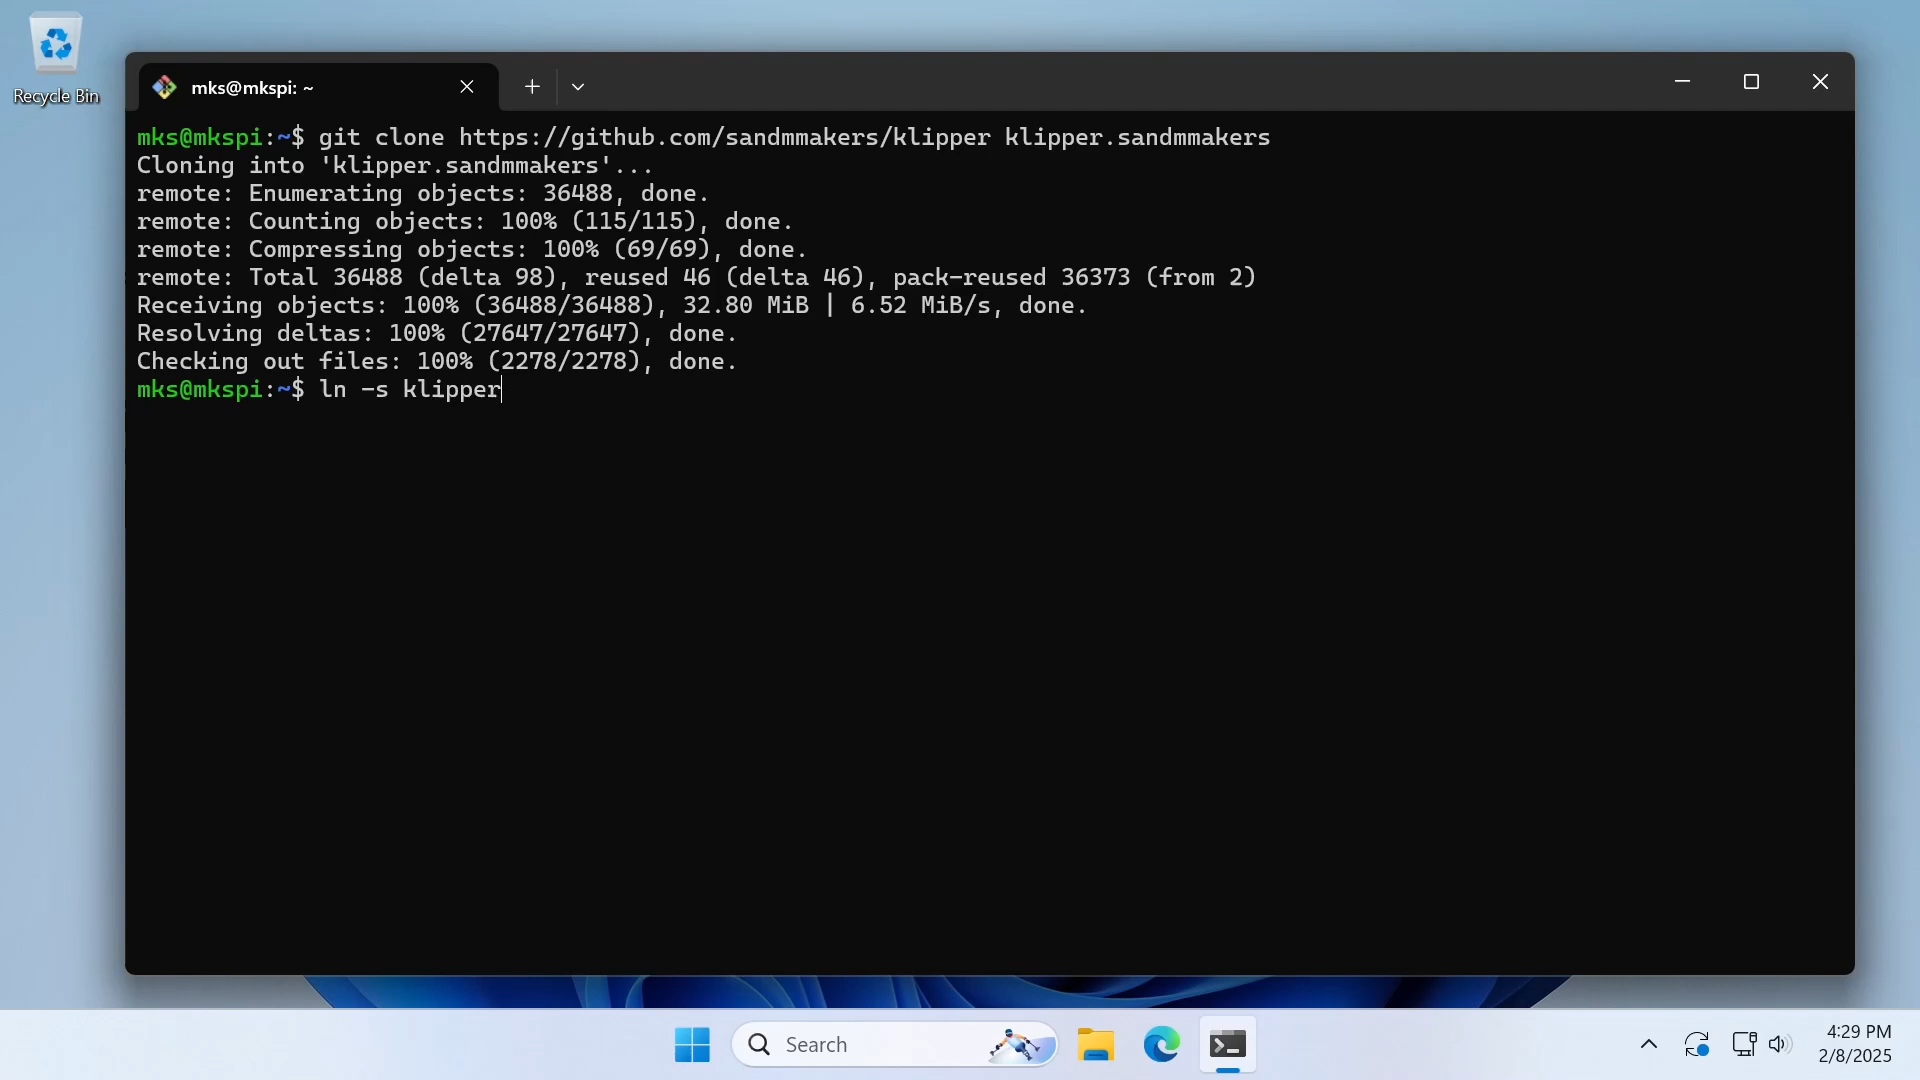 Recycle Bin
mks@mkspi: ~
mks@mkspi:~$ git clone https://github.com/sandmmakers/klipper klipper.sandmmakers
Cloning into 'klipper.sandmmakers'...
remote: Enumerating objects: 36488, done.
remote: Counting objects: 100% (115/115), done.
remote: Compressing objects: 100% (69/69), done.
remote: Total 36488 (delta 98), reused 46 (delta 46), pack-reused 36373 (from 2)
Receiving objects: 100% (36488/36488), 32.80 MiB | 6.52 MiB/s, done.
Resolving deltas: 100% (27647/27647), done.
Checking out files: 100% (2278/2278), done.
mks@mkspi:~$ ln -s klipper
Search
4:29 PM
2/8/2025